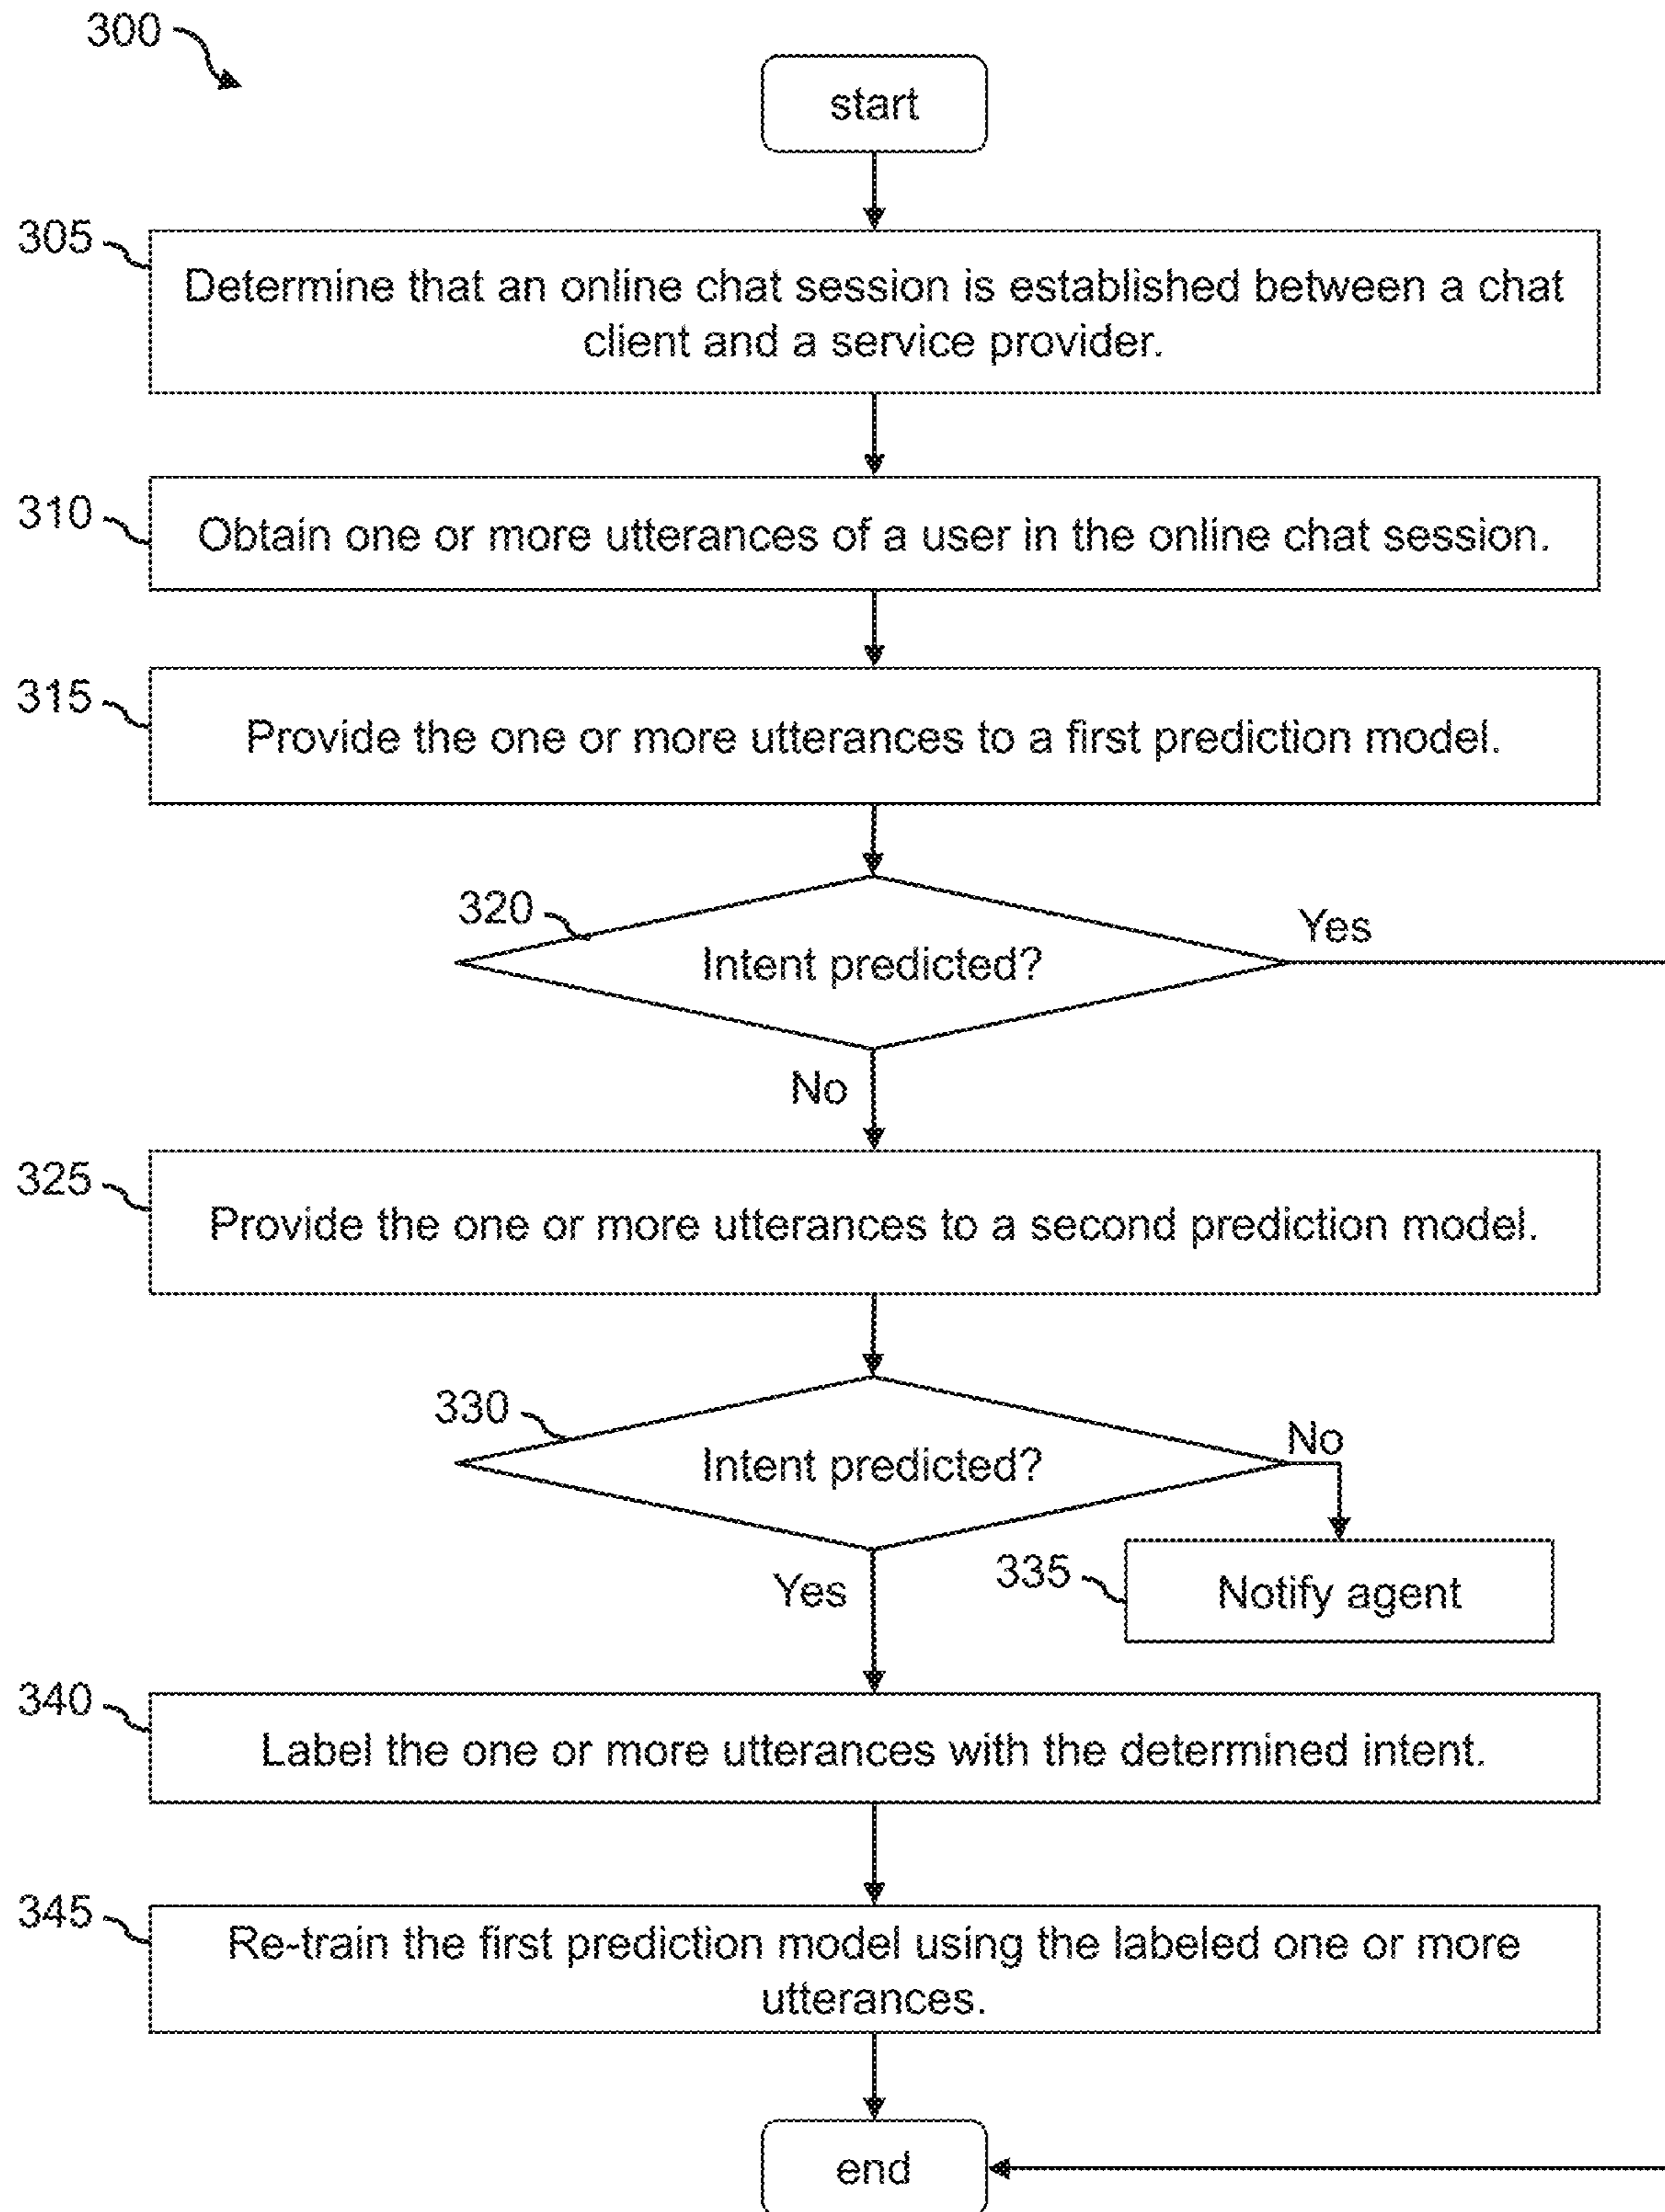 300
start
305
Determine that an online chat session is established between a chat
client and a service provider.
310
Obtain one or more utterances of a user in the online chat session.
315
Provide the one or more utterances to a first prediction model.
320
Intent predicted?
Yes
No
325
Provide the one or more utterances to a second prediction model.
330
Intent predicted?
No
Yes
335
Notify agent
340
Label the one or more utterances with the determined intent.
345
Re-train the first prediction model using the labeled one or more
utterances.
end